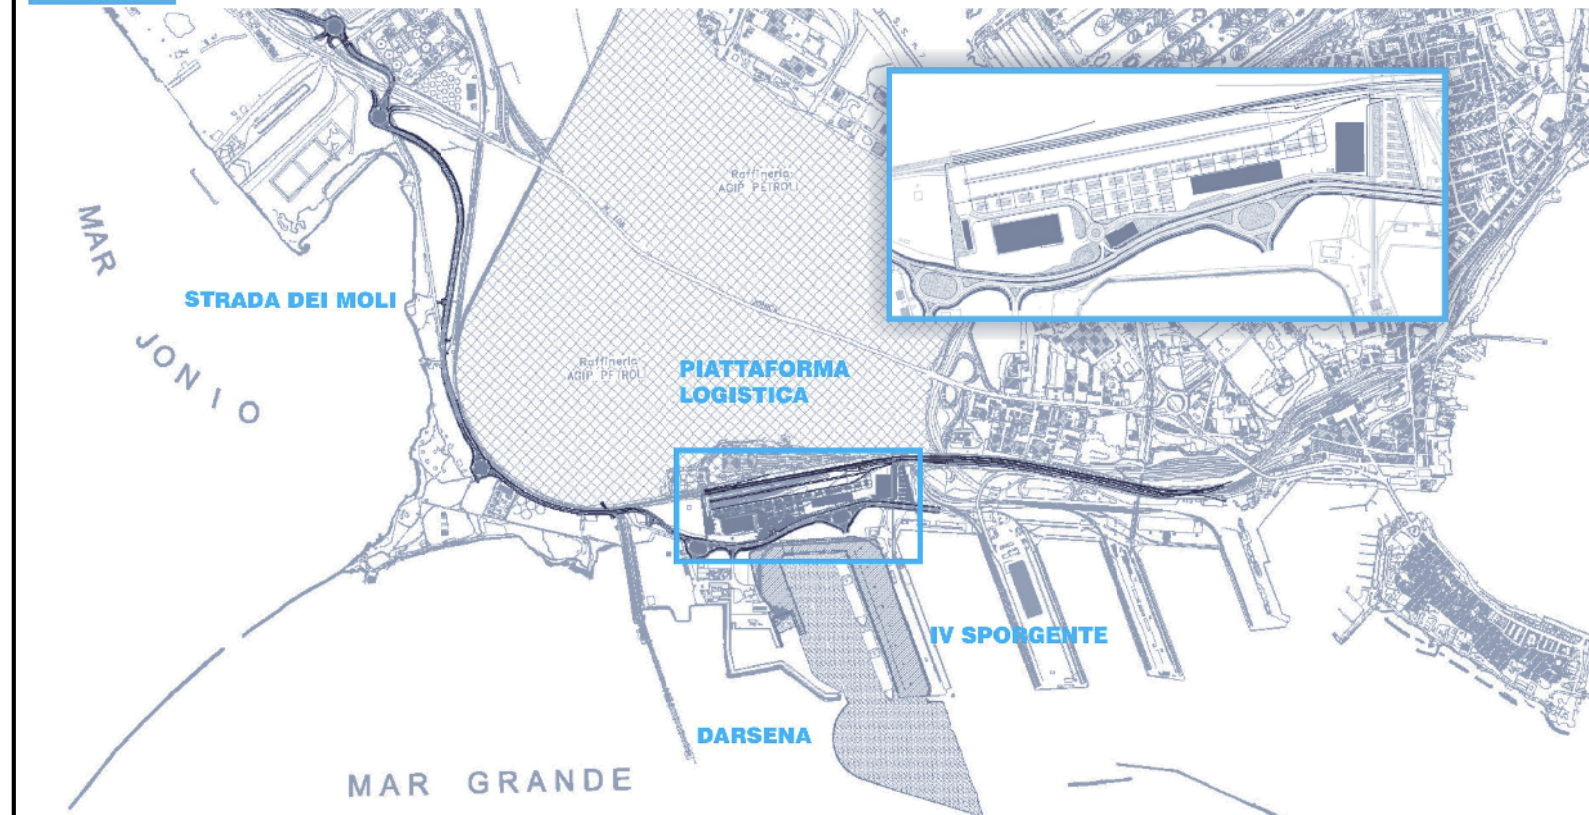 Raffineria
AGIP PETROLI
MAR
JONIO
STRADA DEI MOLI
Raffineria
AGIP PETROLI
PIATTAFORMA
LOGISTICA
IV SPORGENTE
DARSENA
MAR GRANDE